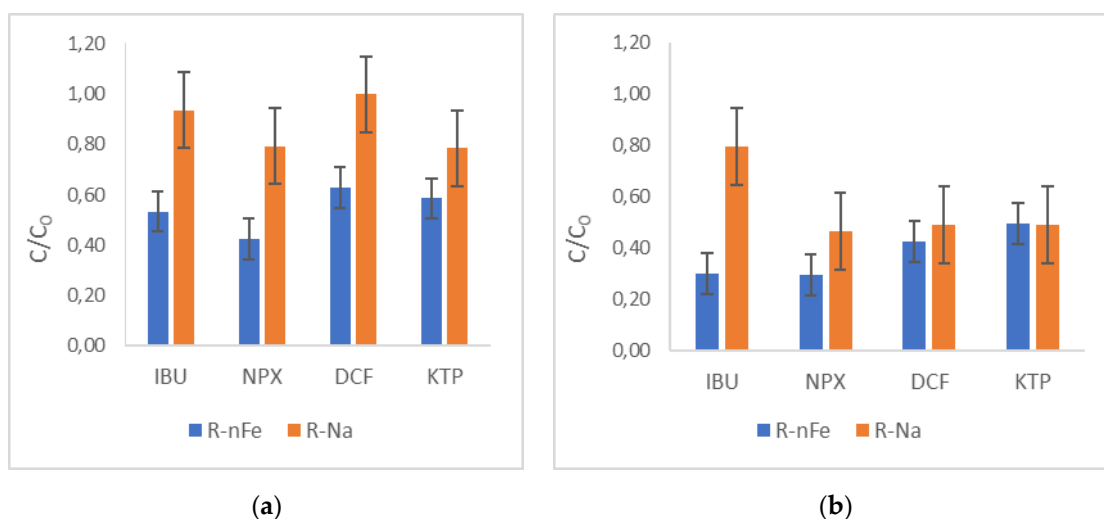 1,20
1,00
0,80
0,60
0,40
0,20
0,00
C/C₀
IBU NPX DCF KTP
R-nFe R-Na
(a)
1,20
1,00
0,80
0,60
0,40
0,20
0,00
C/C₀
IBU NPX DCF KTP
R-nFe R-Na
(b)